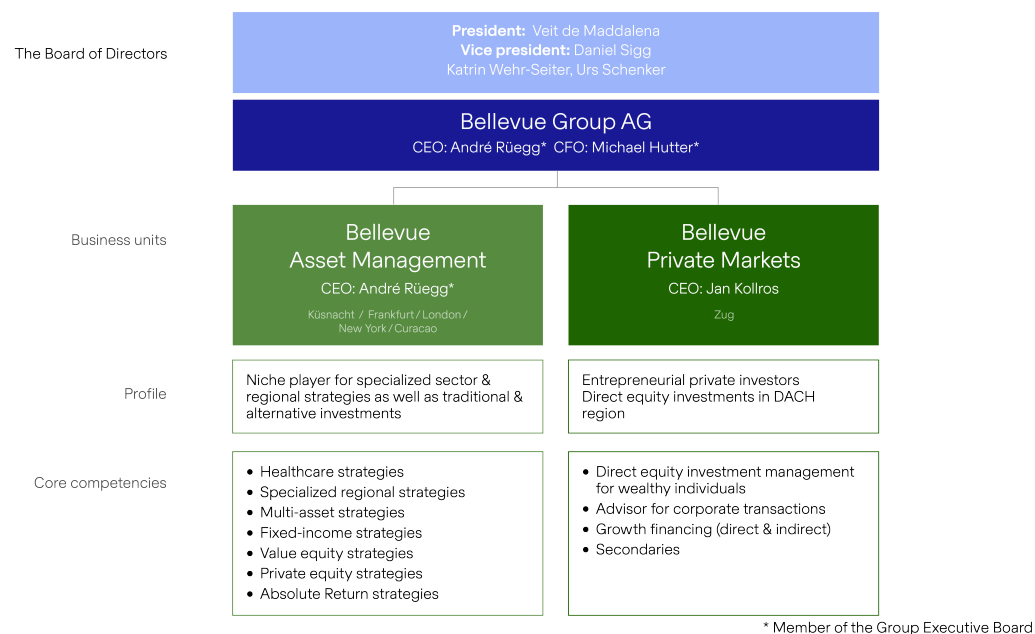 The Board of Directors
President: Veit de Maddalena
Vice president: Daniel Sigg
Katrin Wehr-Seiter, Urs Schenker
Bellevue Group AG
CEO: André Rüegg* CFO: Michael Hutter*
Business units
Bellevue
Asset Management
CEO: André Rüegg*
Küsnacht / Frankfurt / London /
New York / Curacao
Bellevue
Private Markets
CEO: Jan Kollros
Zug
Profile
Niche player for specialized sector &
regional strategies as well as traditional &
alternative investments
Entrepreneurial private investors
Direct equity investments in DACH
region
Core competencies
• Healthcare strategies
• Specialized regional strategies
• Multi-asset strategies
• Fixed-income strategies
• Value equity strategies
• Private equity strategies
• Absolute Return strategies
• Direct equity investment management
for wealthy individuals
• Advisor for corporate transactions
• Growth financing (direct & indirect)
• Secondaries
* Member of the Group Executive Board